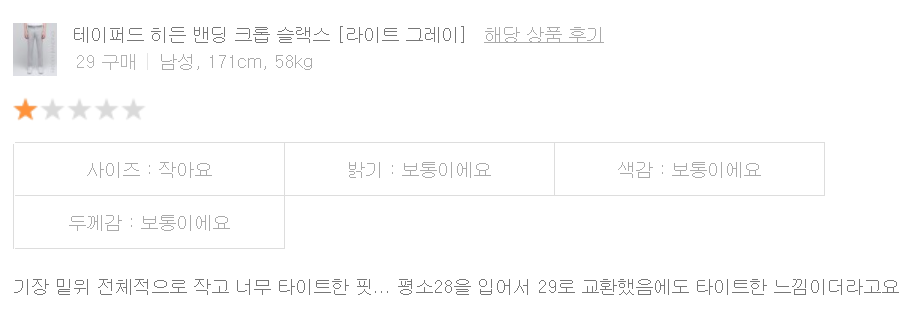 테이퍼드 히든 밴딩 크롭 슬랙스 [라이트 그레이] 해당 상품 후기
29 구매 | 남성, 171cm, 58kg
사이즈 : 작아요 밝기 : 보통이에요 색감 : 보통이에요
두께감 : 보통이에요
기장 밑위 전체적으로 작고 너무 타이트한 핏... 평소28을 입어서 29로 교환했음에도 타이트한 느낌이더라고요